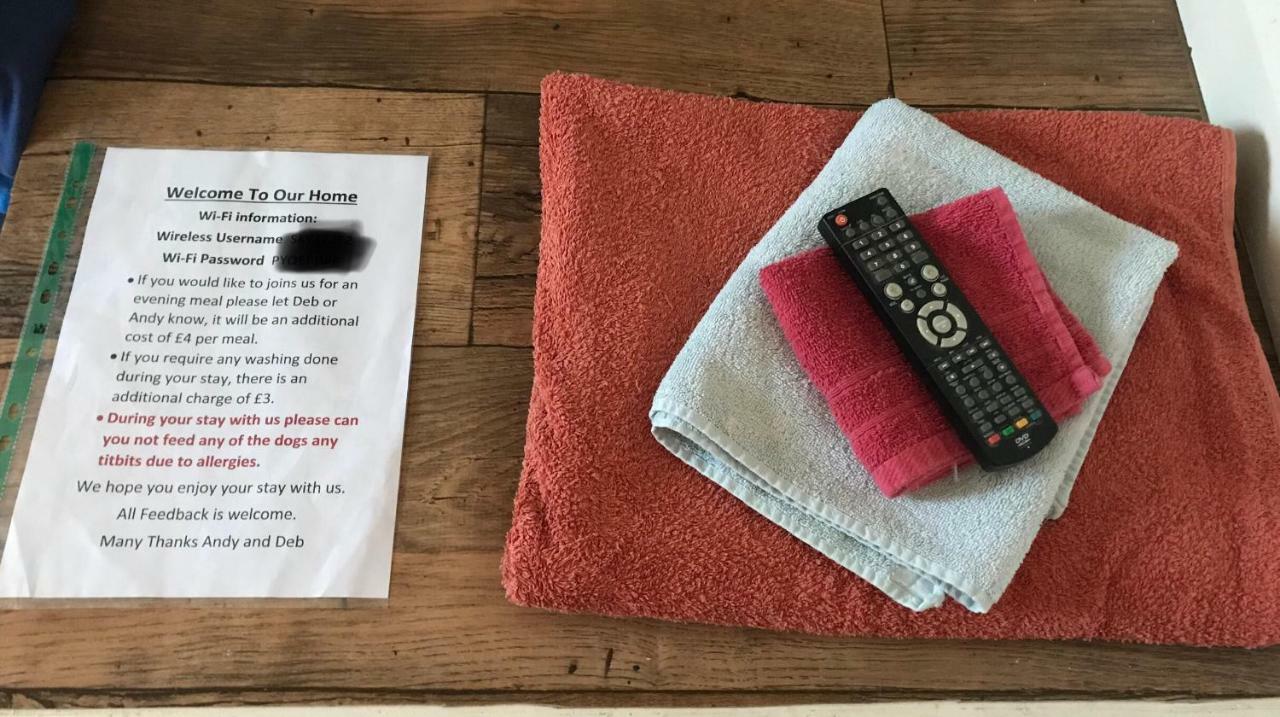 Welcome To Our Home
Wi-Fi information:
Wireless Username
Wi-Fi Password
• If you would like to joins us for an
evening meal please let Deb or
Andy know, it will be an additional
cost of £4 per meal.
• If you require any washing done
during your stay, there is an
additional charge of £3.
• During your stay with us please can
you not feed any of the dogs any
titbits due to allergies.
We hope you enjoy your stay with us.
All Feedback is welcome.
Many Thanks Andy and Deb
DVD